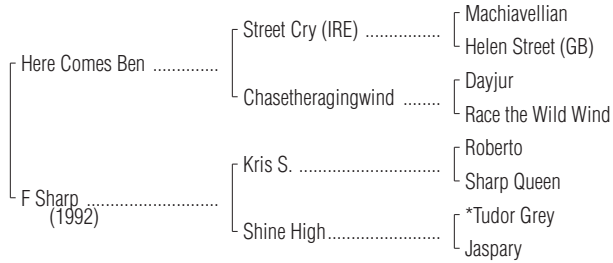 Machiavellian
Street Cry (IRE) ................
Helen Street (GB)
Here Comes Ben .............
Dayjur
Chasetheragingwind ........
Race the Wild Wind
Roberto
Kris S. ..............................
Sharp Queen
F Sharp ............................
(1992)
*Tudor Grey
Shine High........................
Jaspary